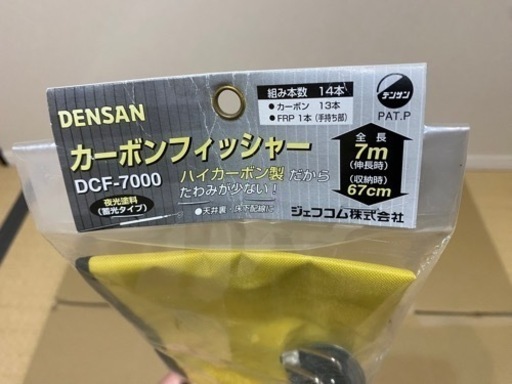 DENSAN
カーボンフィッシャー
DCF-7000
ハイカーボン製だから
たわみが少ない！
夜光塗料
(蓄光タイプ)
●天井裏・床下配線に
組み本数 14本
●カーボン 13本
●FRP 1本(手持ち部)
デンサン
PAT.P
全長
7m
(伸長時)
(収納時)
67cm
ジェフコム株式会社